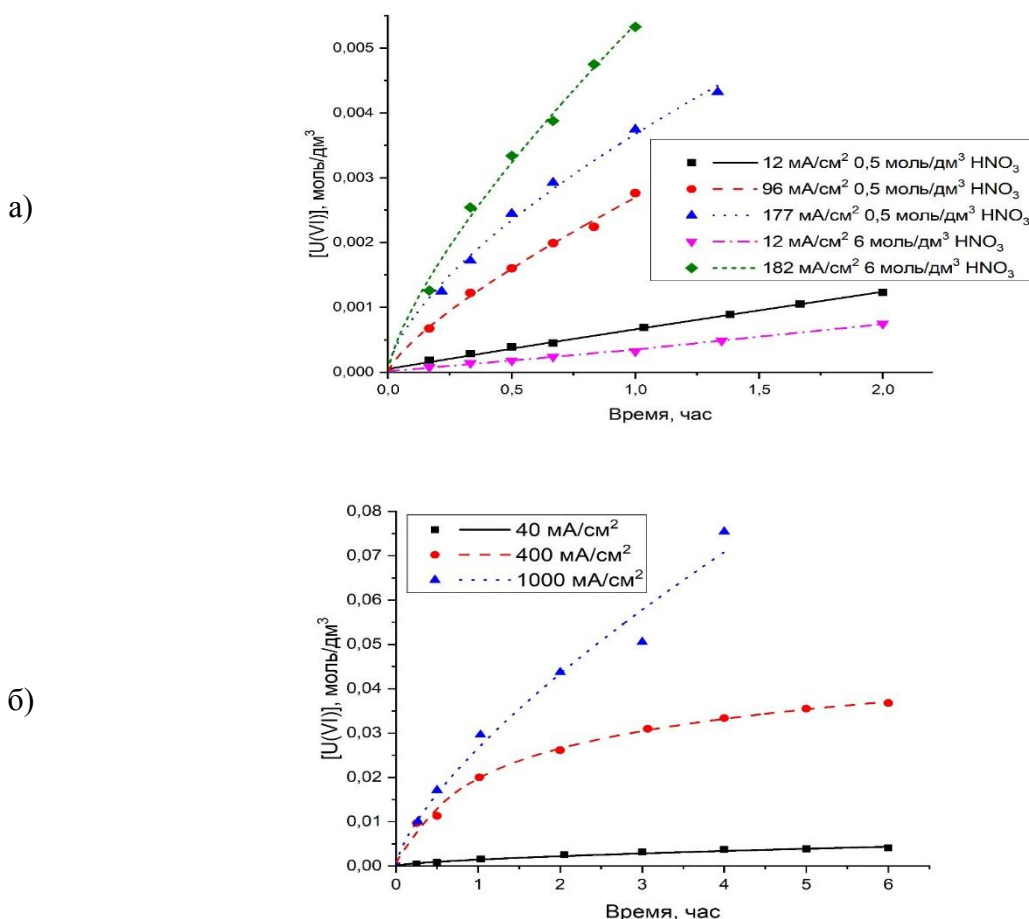 а)
[U(VI)], моль/дм³
0,005
0,004
0,003
0,002
0,001
0,000
0,0
0,5
1,0
1,5
2,0
Время, час
12 мА/см² 0,5 моль/дм³ HNO₃
96 мА/см² 0,5 моль/дм³ HNO₃
177 мА/см² 0,5 моль/дм³ HNO₃
12 мА/см² 6 моль/дм³ HNO₃
182 мА/см² 6 моль/дм³ HNO₃
б)
[U(VI)], моль/дм³
0,08
0,07
0,06
0,05
0,04
0,03
0,02
0,01
0,00
0
1
2
3
4
5
6
Время, час
40 мА/см²
400 мА/см²
1000 мА/см²